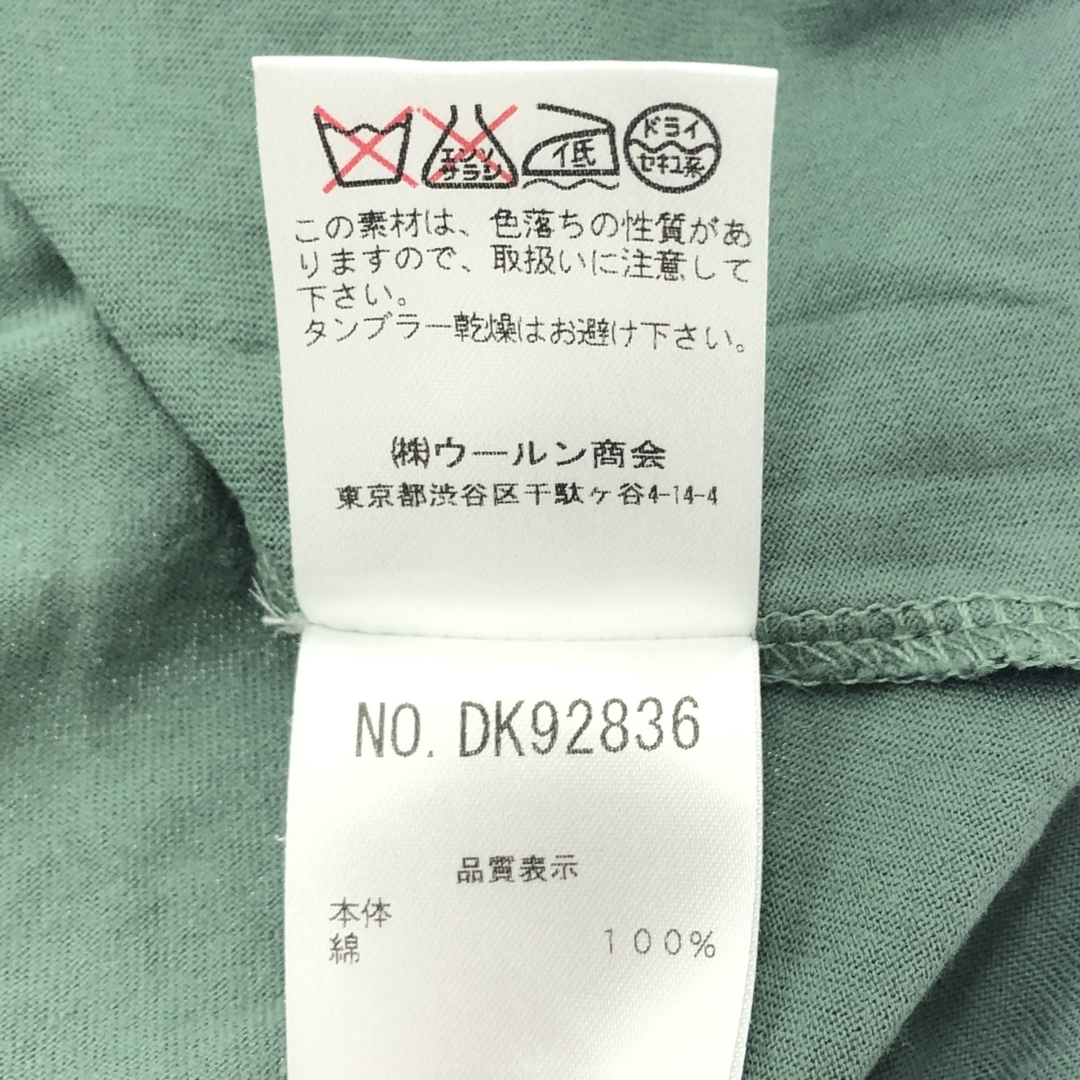 エンソ
サラシ
低
ドライ
セキユ系
この素材は、色落ちの性質があ
りますので、取扱いに注意して
下さい。
タンブラー乾燥はお避け下さい。
㈱ウールン商会
東京都渋谷区千駄ヶ谷4-14-4
NO. DK92836
品質表示
本体
綿 100%